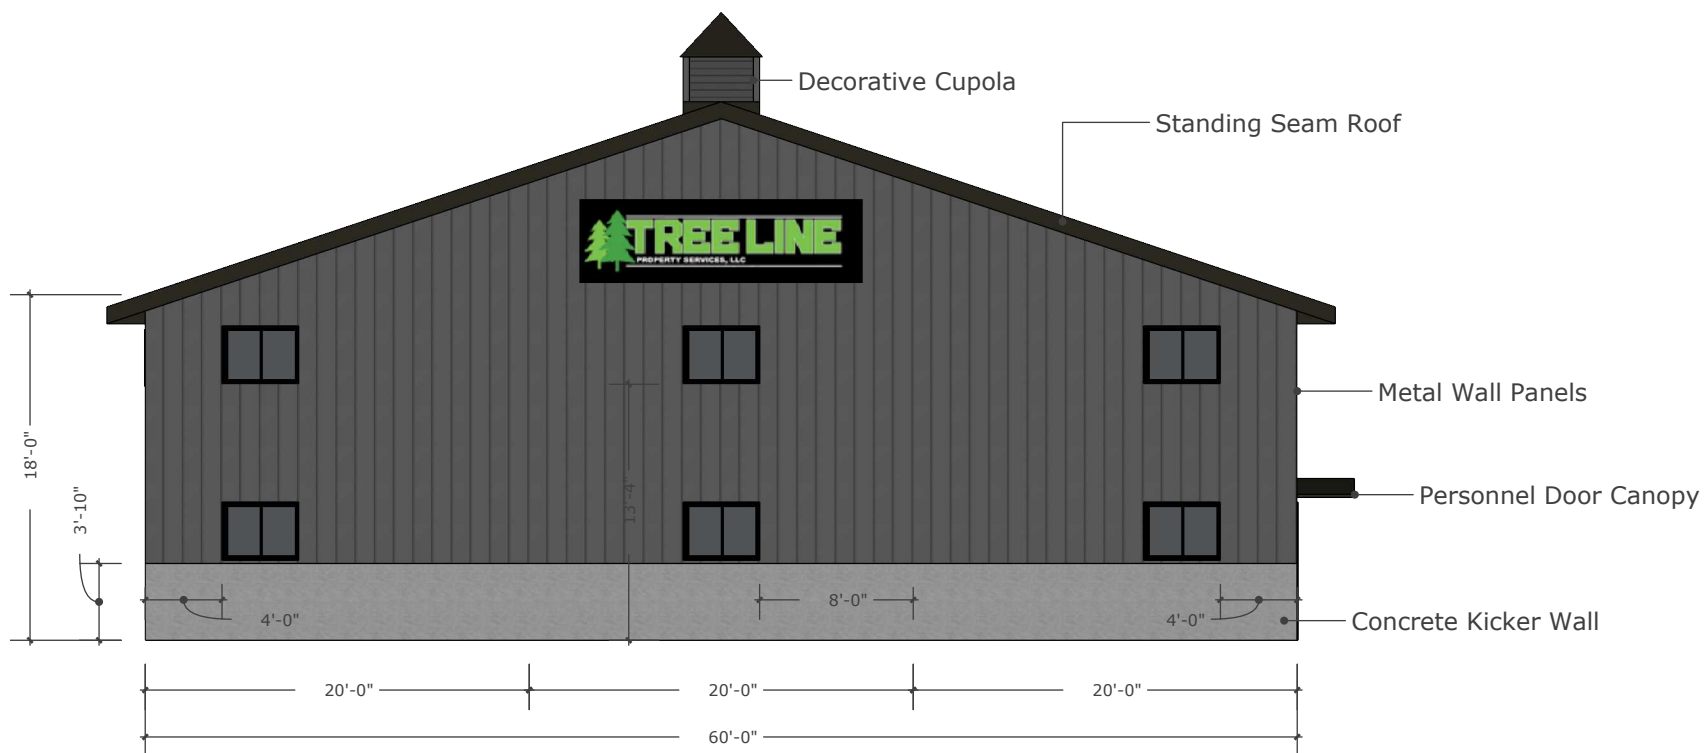 Decorative Cupola
Standing Seam Roof
TREE LINE
PROPERTY SERVICES, LLC
Metal Wall Panels
18'-0"
13'-4"
3'-10"
Personnel Door Canopy
8'-0"
4'-0"
4'-0"
Concrete Kicker Wall
20'-0"
20'-0"
20'-0"
60'-0"